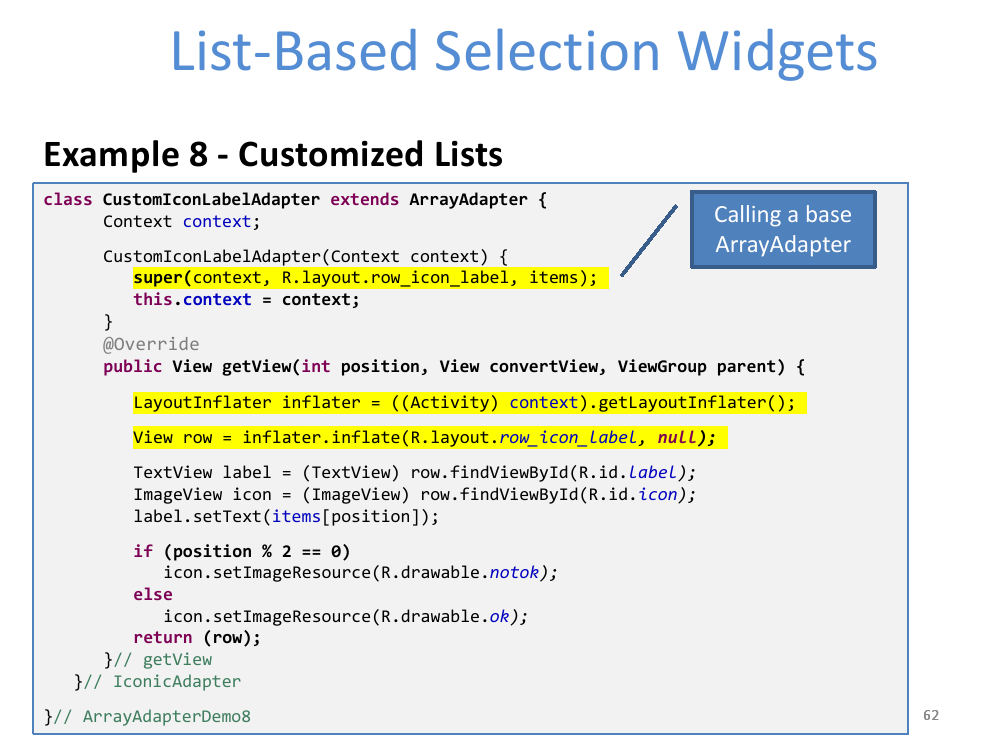 List-Based Selection Widgets
Example 8 - Customized Lists
class CustomIconLabelAdapter extends ArrayAdapter {
Context context;
CustomIconLabelAdapter(Context context) {
super(context, R.layout.row_icon_label, items);
this.context = context;
}
@Override
public View getView(int position, View convertView, ViewGroup parent) {
LayoutInflater inflater = ((Activity) context).getLayoutInflater();
View row = inflater.inflate(R.layout.row_icon_label, null);
TextView label = (TextView) row.findViewById(R.id.label);
ImageView icon = (ImageView) row.findViewById(R.id.icon);
label.setText(items[position]);
if (position % 2 == 0)
icon.setImageResource(R.drawable.notok);
else
icon.setImageResource(R.drawable.ok);
return (row);
}// getView
}// IconicAdapter
}// ArrayAdapterDemo8
Calling a base
ArrayAdapter
62